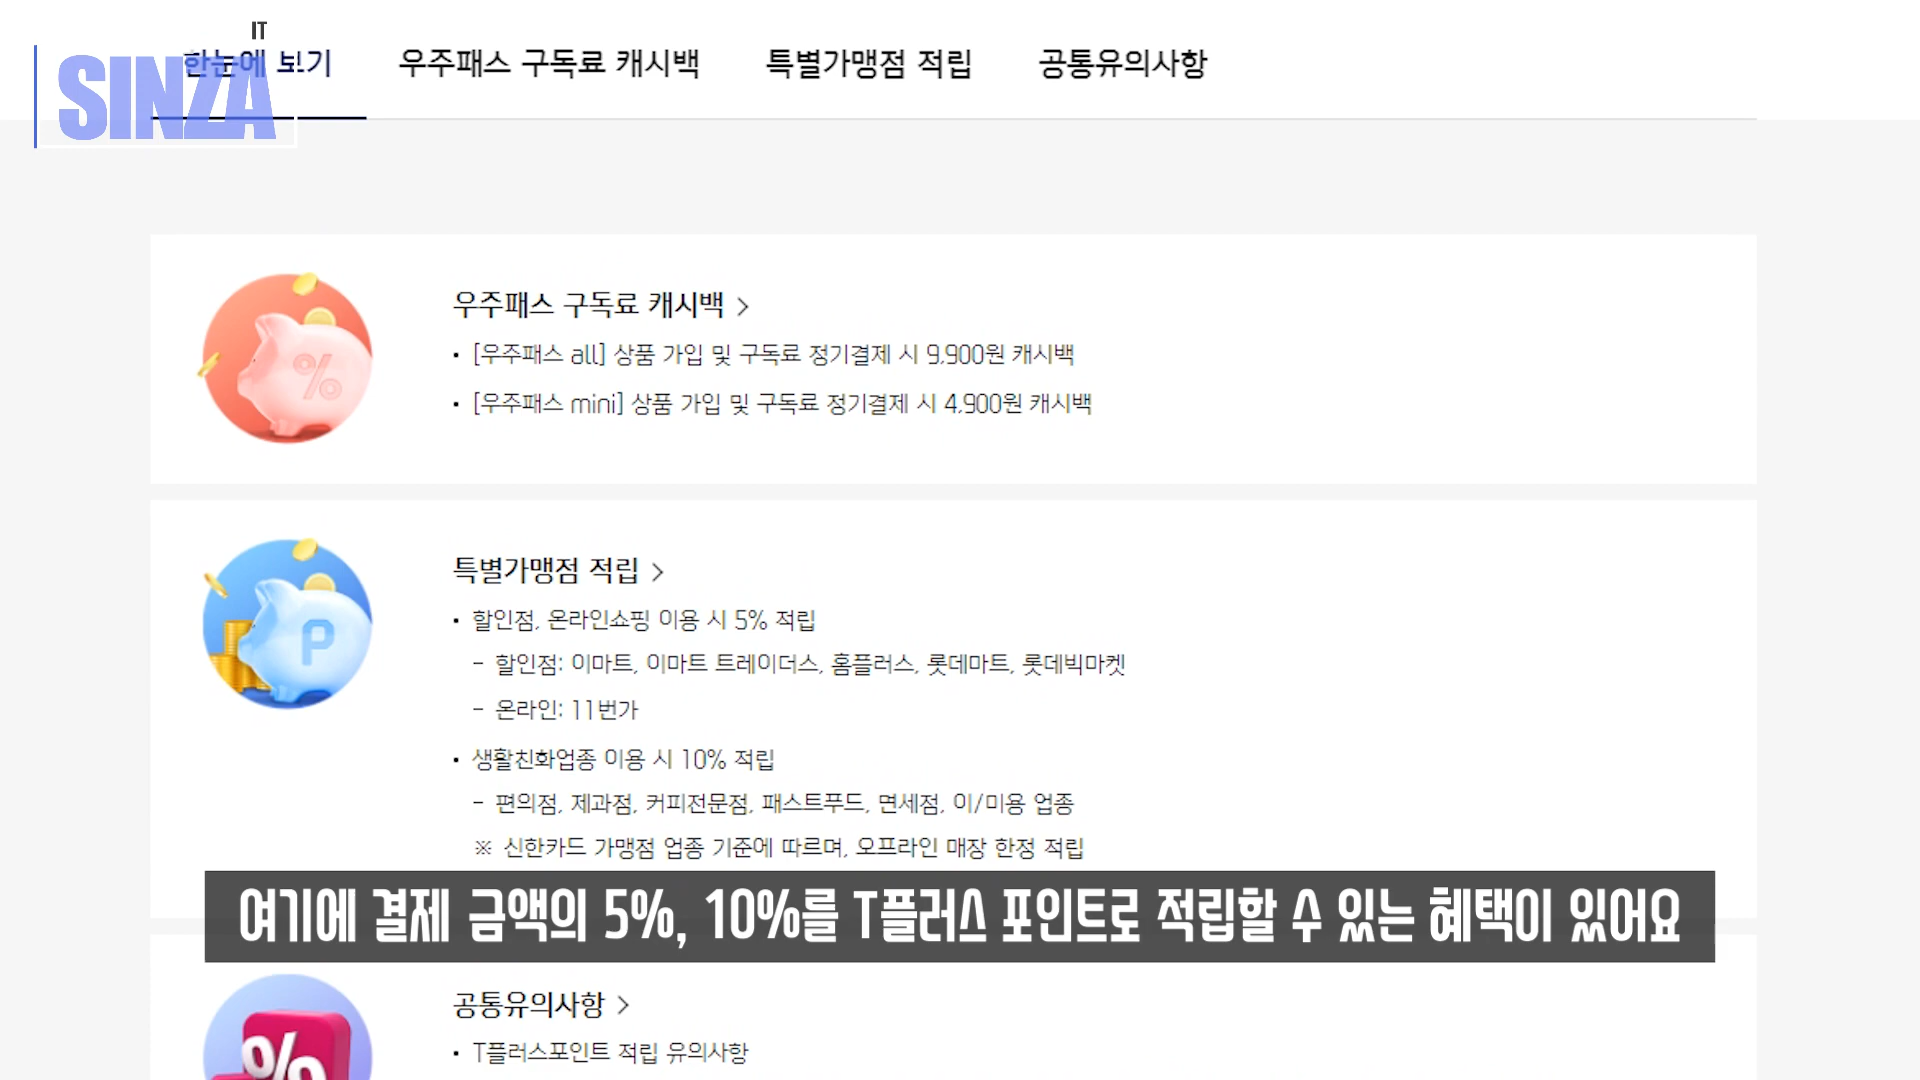 IT
SINZA
한눈에 보기
우주패스 구독료 캐시백
특별가맹점 적립
공통유의사항
우주패스 구독료 캐시백 >
• [우주패스 all] 상품 가입 및 구독료 정기결제 시 9,900원 캐시백
• [우주패스 mini] 상품 가입 및 구독료 정기결제 시 4,900원 캐시백
%
특별가맹점 적립 >
• 할인점, 온라인쇼핑 이용 시 5% 적립
- 할인점: 이마트, 이마트 트레이더스, 홈플러스, 롯데마트, 롯데빅마켓
P
- 온라인: 11번가
• 생활친화업종 이용 시 10% 적립
- 편의점, 제과점, 커피전문점, 패스트푸드, 면세점, 이/미용 업종
※ 신한카드 가맹점 업종 기준에 따르며, 오프라인 매장 한정 적립
여기에 결제 금액의 5%, 10%를 T플러스 포인트로 적립할 수 있는 혜택이 있어요
공통유의사항 >
• T플러스포인트 적립 유의사항
%